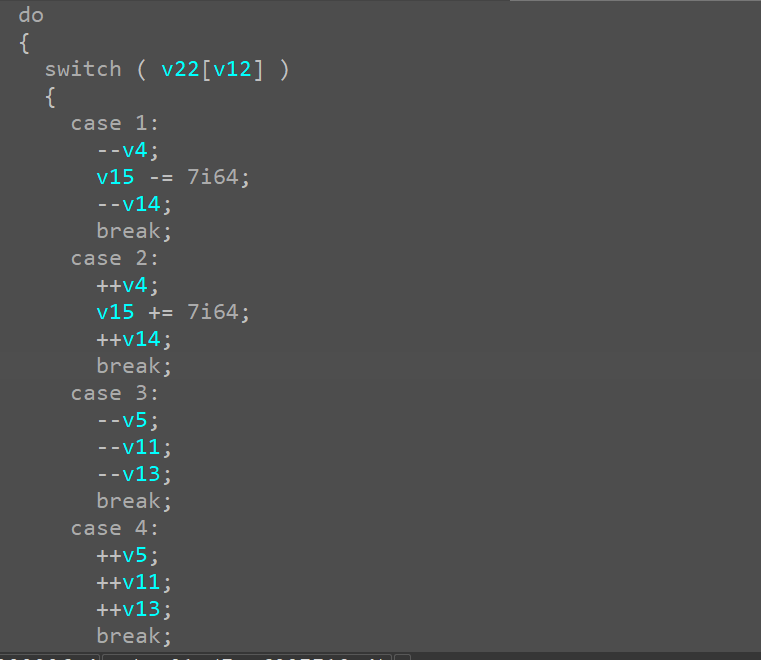 do
{
switch ( v22[v12] )
{
case 1:
--v4;
v15 -= 7i64;
--v14;
break;
case 2:
++v4;
v15 += 7i64;
++v14;
break;
case 3:
--v5;
--v11;
--v13;
break;
case 4:
++v5;
++v11;
++v13;
break;